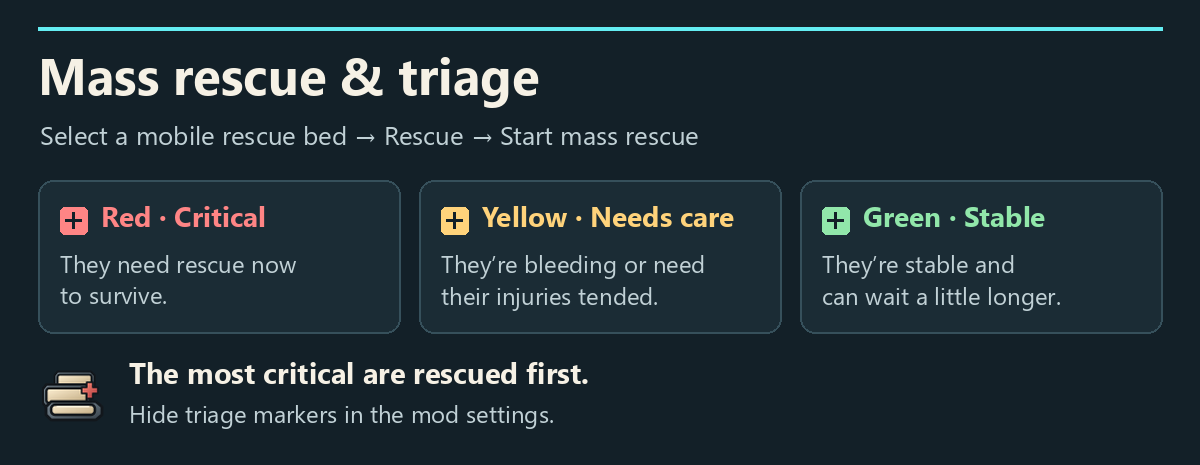 Mass rescue & triage
Select a mobile rescue bed → Rescue → Start mass rescue
Red · Critical
They need rescue now
to survive.
Yellow · Needs care
They’re bleeding or need
their injuries tended.
Green · Stable
They’re stable and
can wait a little longer.
The most critical are rescued first.
Hide triage markers in the mod settings.